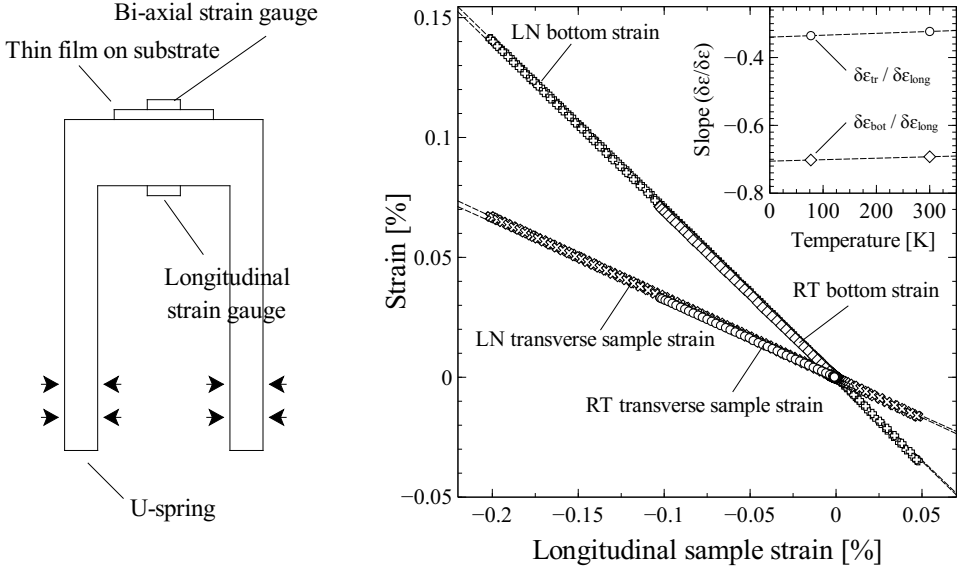 Bi-axial strain gauge
Thin film on substrate
Longitudinal
strain gauge
U-spring
0.15
0.1
0.05
0
−0.05
Strain [%]
−0.2
−0.15
−0.1
−0.05
0
0.05
Longitudinal sample strain [%]
LN bottom strain
RT bottom strain
LN transverse sample strain
RT transverse sample strain
−0.4
−0.6
−0.8
Slope (δε/δε)
δεtr / δεlong
δεbot / δεlong
0
100
200
300
Temperature [K]